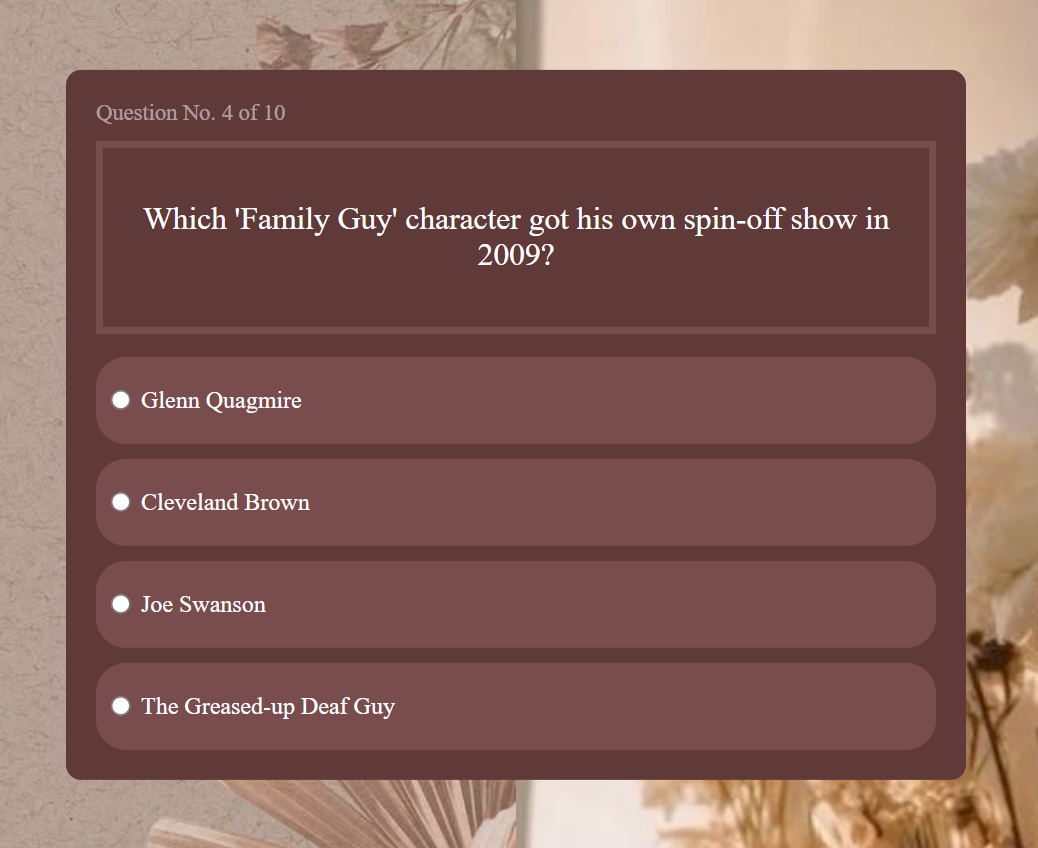 Question No. 4 of 10
Which 'Family Guy' character got his own spin-off show in
2009?
Glenn Quagmire
Cleveland Brown
Joe Swanson
The Greased-up Deaf Guy